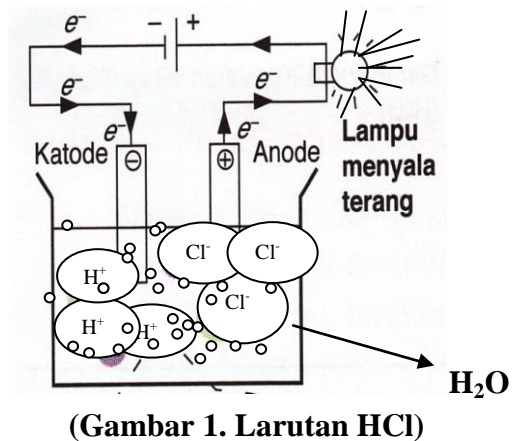 e⁻ − +
e⁻ e⁻
e⁻ e⁻
Katode ⊖ ⊕ Anode
Lampu
menyala
terang
Cl⁻ Cl⁻
H⁺
Cl⁻
H⁺ H⁺
H₂O
(Gambar 1. Larutan HCl)